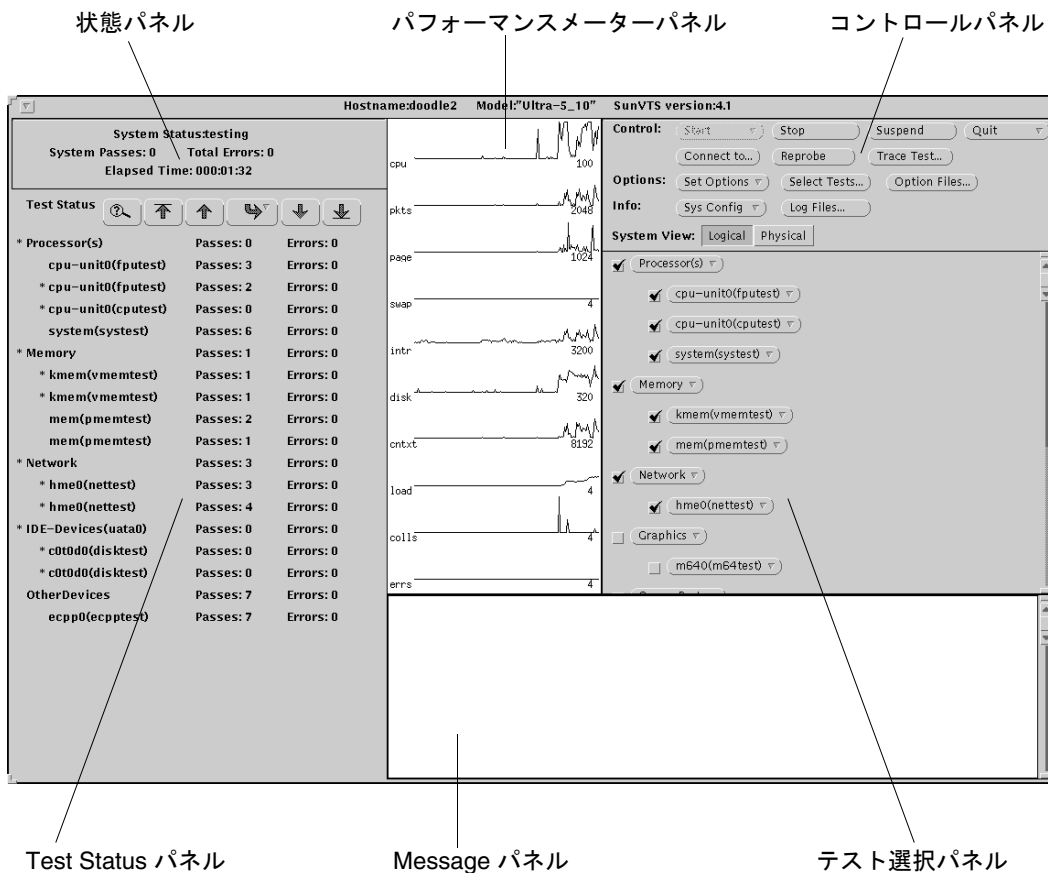 状態パネル
パフォーマンスメーターパネル
コントロールパネル
Hostname:doodle2 Model:"Ultra-5_10" SunVTS version:4.1
System Status:testing
System Passes: 0 Total Errors: 0
Elapsed Time: 000:01:32
Test Status
* Processor(s) Passes: 0 Errors: 0
cpu-unit0(fputest) Passes: 3 Errors: 0
* cpu-unit0(fputest) Passes: 2 Errors: 0
* cpu-unit0(cputest) Passes: 0 Errors: 0
system(systest) Passes: 6 Errors: 0
* Memory Passes: 1 Errors: 0
* kmem(vmemtest) Passes: 1 Errors: 0
* kmem(vmemtest) Passes: 1 Errors: 0
mem(pmemtest) Passes: 2 Errors: 0
mem(pmemtest) Passes: 1 Errors: 0
* Network Passes: 3 Errors: 0
* hme0(nettest) Passes: 3 Errors: 0
* hme0(nettest) Passes: 4 Errors: 0
* IDE-Devices(uata0) Passes: 0 Errors: 0
* c0t0d0(disktest) Passes: 0 Errors: 0
* c0t0d0(disktest) Passes: 0 Errors: 0
OtherDevices Passes: 7 Errors: 0
ecpp0(ecpptest) Passes: 7 Errors: 0
cpu 100
pkts 2048
page 1024
swap 4
intr 3200
disk 320
cntxt 8192
load 4
colls 4
errs 4
Control: Start Stop Suspend Quit
Connect to... Reprobe Trace Test...
Options: Set Options Select Tests... Option Files...
Info: Sys Config Log Files...
System View: Logical Physical
Processor(s)
cpu-unit0(fputest)
cpu-unit0(cputest)
system(systest)
Memory
kmem(vmemtest)
mem(pmemtest)
Network
hme0(nettest)
Graphics
m640(m64test)
Test Status パネル
Message パネル
テスト選択パネル